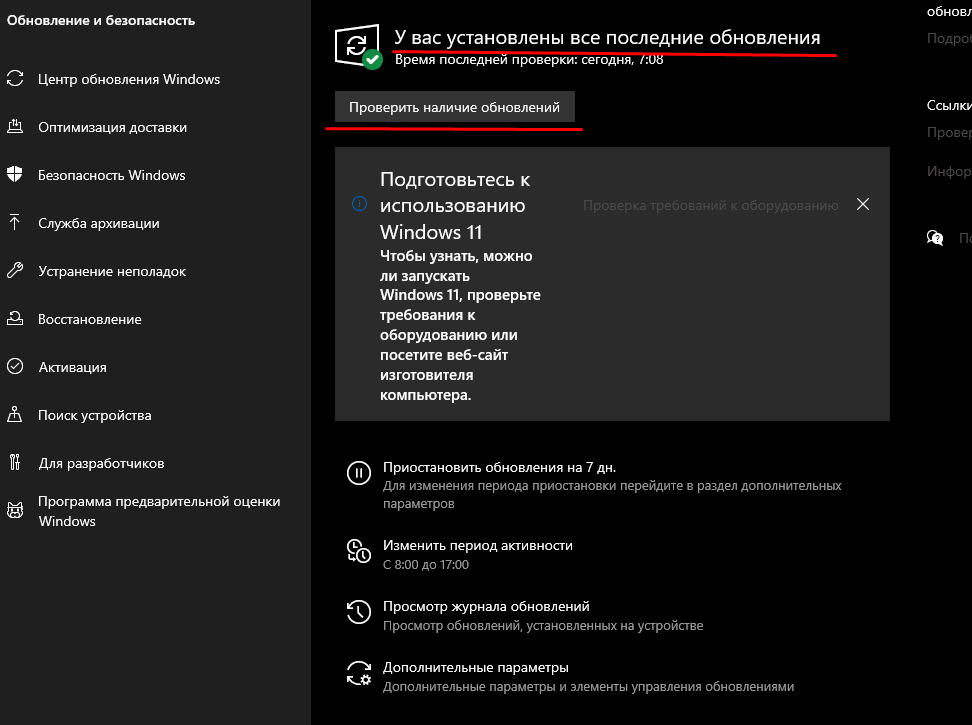 Обновление и безопасность
Центр обновления Windows
Оптимизация доставки
Безопасность Windows
Служба архивации
Устранение неполадок
Восстановление
Активация
Поиск устройства
Для разработчиков
Программа предварительной оценки
Windows
У вас установлены все последние обновления
Время последней проверки: сегодня, 7:08
Проверить наличие обновлений
Подготовьтесь к
использованию
Windows 11
Чтобы узнать, можно
ли запускать
Windows 11, проверьте
требования к
оборудованию или
посетите веб-сайт
изготовителя
компьютера.
Проверка требований к оборудованию
Приостановить обновления на 7 дн.
Для изменения периода приостановки перейдите в раздел дополнительных
параметров
Изменить период активности
С 8:00 до 17:00
Просмотр журнала обновлений
Просмотр обновлений, установленных на устройстве
Дополнительные параметры
Дополнительные параметры и элементы управления обновлениями
Ссылки